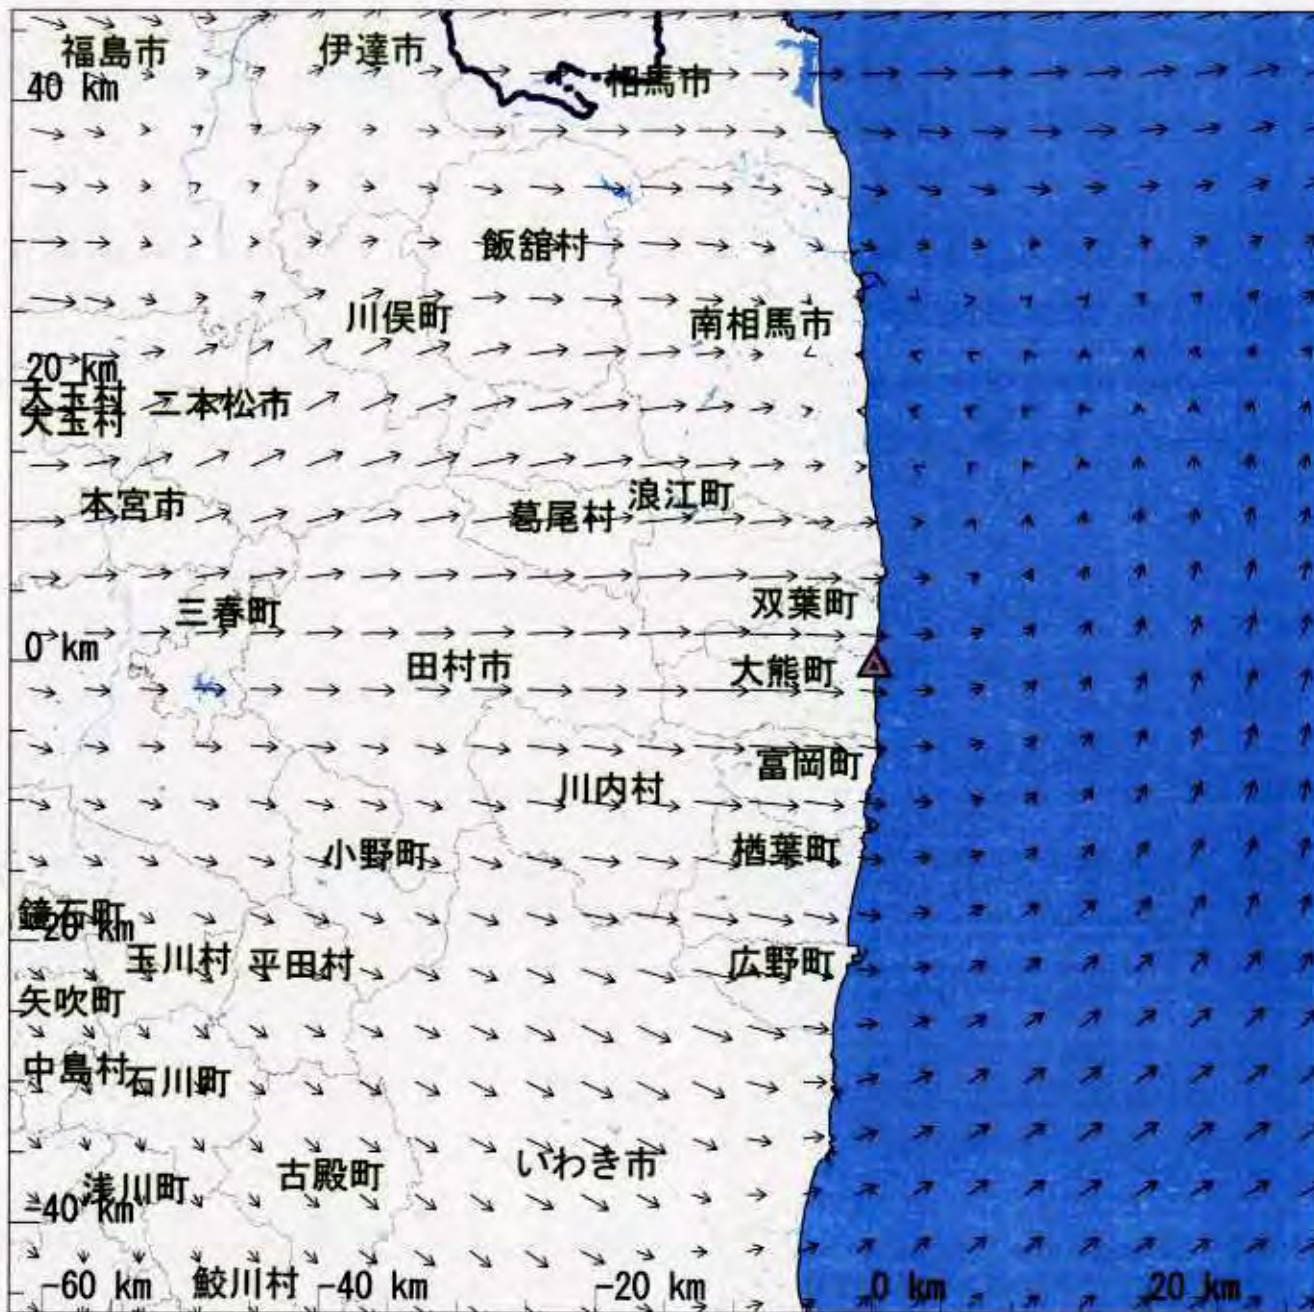 福島市 伊達市
40 km 相馬市
飯舘村
川俣町 南相馬市
20 km
大玉村 二本松市
大玉村
本宮市 葛尾村 浪江町
三春町 双葉町
0 km 田村市 大熊町
川内村 富岡町
小野町 楢葉町
鏡石町
-20 km
玉川村 平田村 広野町
矢吹町
中島村 石川町
浅川町 古殿町 いわき市
-40 km
-60 km 鮫川村 -40 km -20 km 0 km 20 km